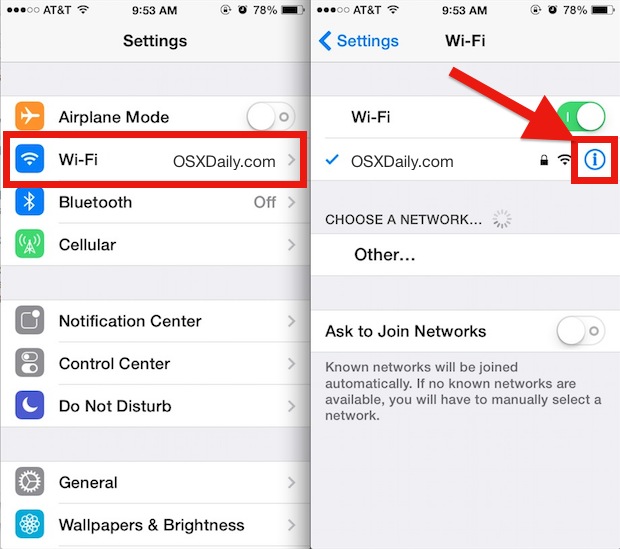 AT&T 9:53 AM 78%
Settings
Airplane Mode
Wi-Fi OSXDaily.com
Bluetooth Off
Cellular
Notification Center
Control Center
Do Not Disturb
General
Wallpapers & Brightness
AT&T 9:53 AM 78%
Settings Wi-Fi
Wi-Fi
OSXDaily.com
CHOOSE A NETWORK...
Other...
Ask to Join Networks
Known networks will be joined
automatically. If no known networks are
available, you will have to manually select a
network.